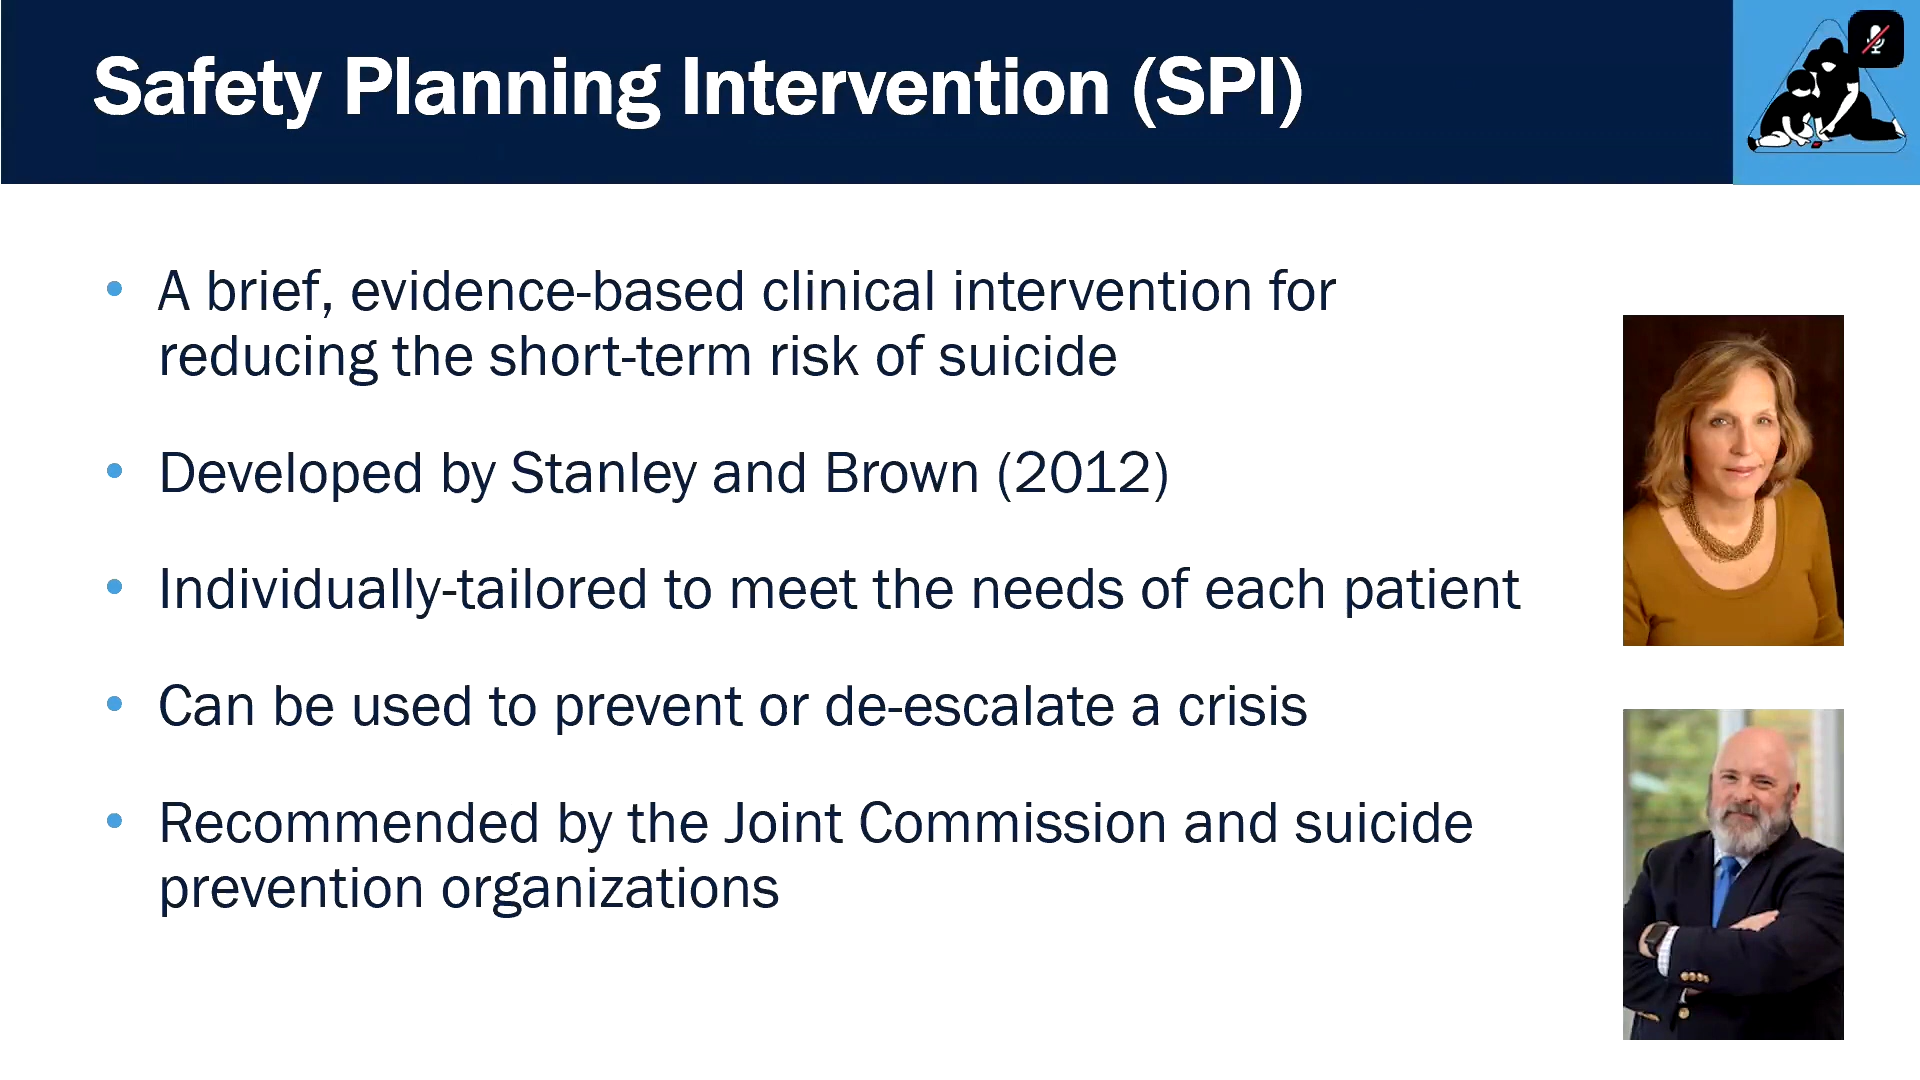 Safety Planning Intervention (SPI)
• A brief, evidence-based clinical intervention for
reducing the short-term risk of suicide
• Developed by Stanley and Brown (2012)
• Individually-tailored to meet the needs of each patient
• Can be used to prevent or de-escalate a crisis
• Recommended by the Joint Commission and suicide
prevention organizations